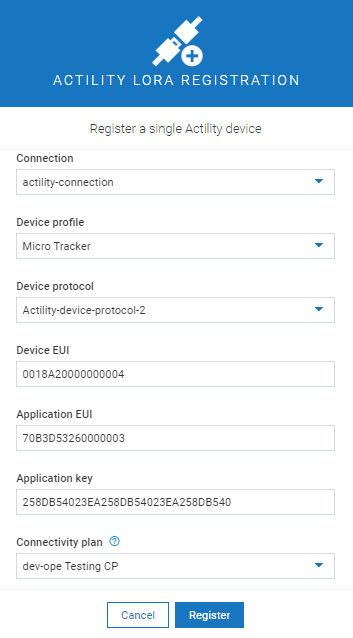 ACTILITY LORA REGISTRATION
Register a single Actility device
Connection
actility-connection
Device profile
Micro Tracker
Device protocol
Actility-device-protocol-2
Device EUI
0018A20000000004
Application EUI
70B3D53260000003
Application key
258DB54023EA258DB54023EA258DB540
Connectivity plan ?
dev-ope Testing CP
Cancel Register